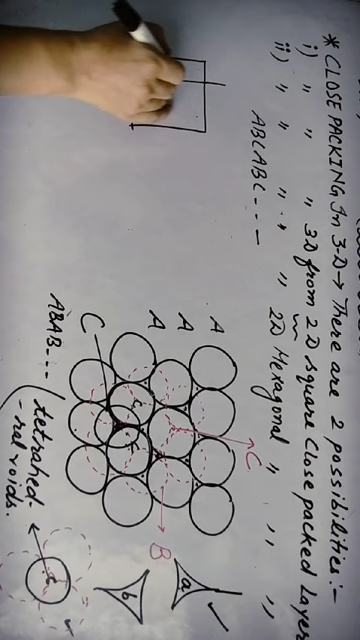 * CLOSE PACKING In 3-D → There are 2 possibilities :-
i) " " " 3D from 2D square Close packed Layer
ii) " " " " " 2D Hexagonal " " "
ABCABC - - -
A
A
A
C
C
B
ABAB - - -
tetrahed-
-ral voids.
a
b
c